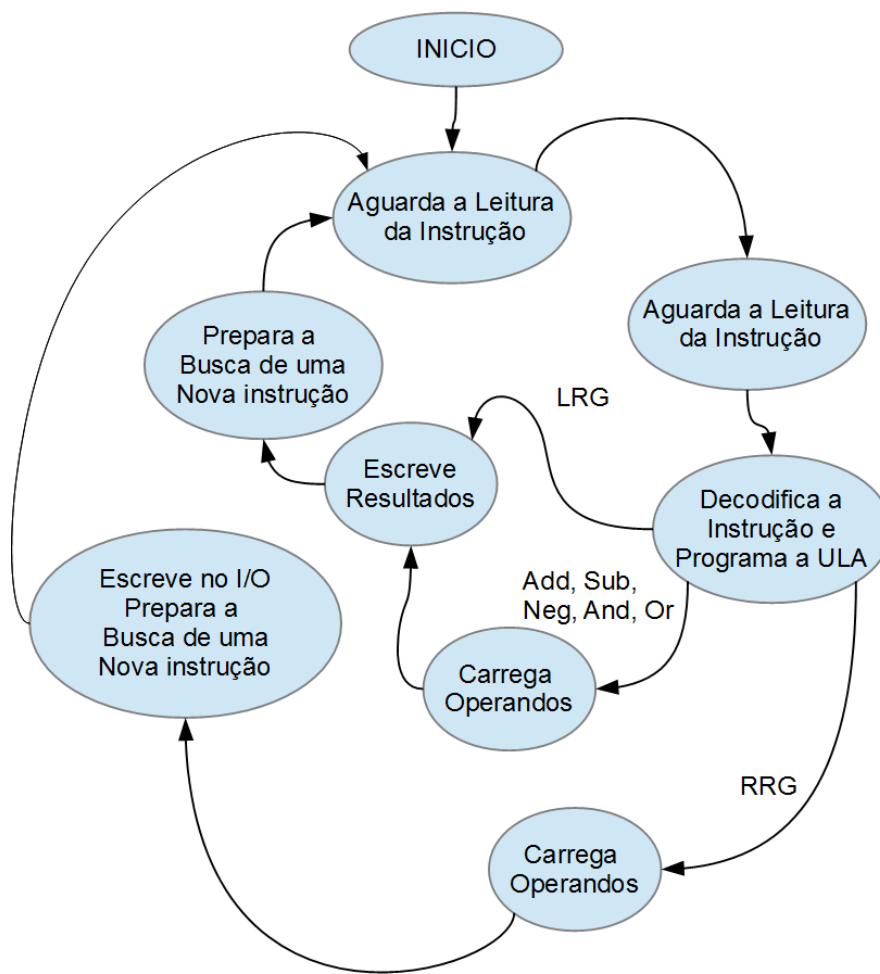 INICIO
Aguarda a Leitura
da Instrução
Aguarda a Leitura
da Instrução
Prepara a
Busca de uma
Nova instrução
LRG
Escreve
Resultados
Decodifica a
Instrução e
Programa a ULA
Escreve no I/O
Prepara a
Busca de uma
Nova instrução
Add, Sub,
Neg, And, Or
Carrega
Operandos
RRG
Carrega
Operandos